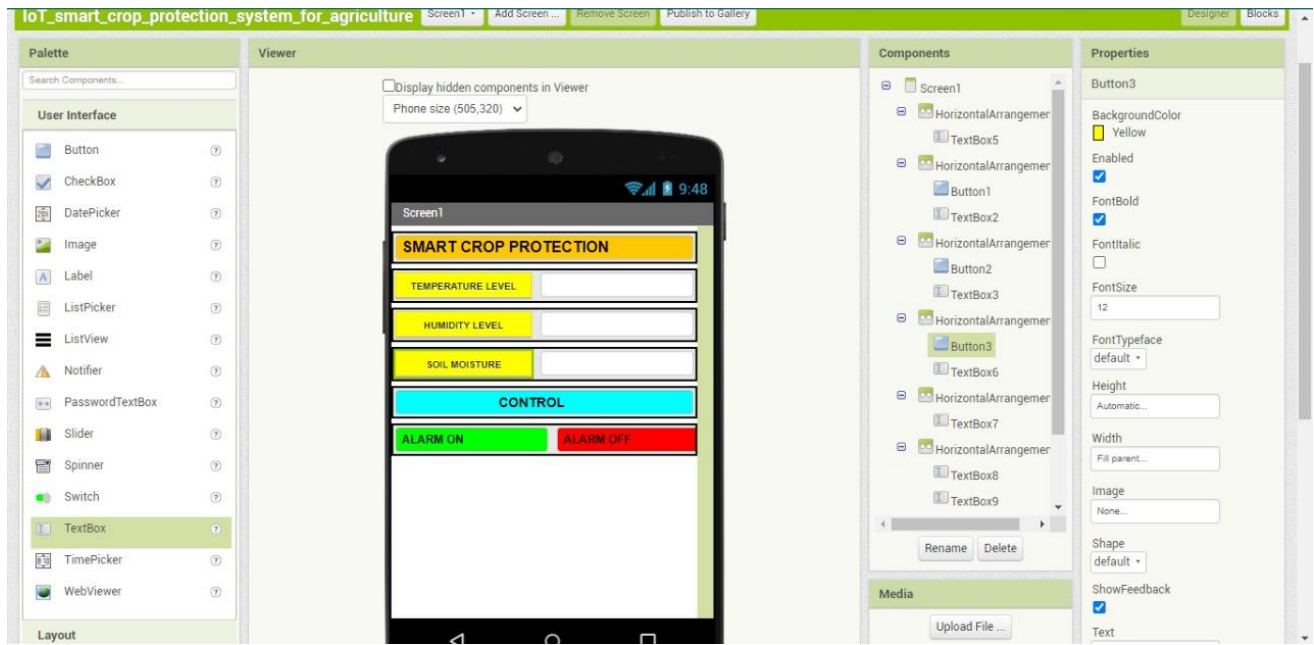 IoT_smart_crop_protection_system_for_agriculture Screen1 Add Screen ... Remove Screen Publish to Gallery Designer Blocks
Palette
Search Components...
User Interface
Button
CheckBox
DatePicker
Image
Label
ListPicker
ListView
Notifier
PasswordTextBox
Slider
Spinner
Switch
TextBox
TimePicker
WebViewer
Layout
Viewer
Display hidden components in Viewer
Phone size (505,320)
9:48
Screen1
SMART CROP PROTECTION
TEMPERATURE LEVEL
HUMIDITY LEVEL
SOIL MOISTURE
CONTROL
ALARM ON ALARM OFF
Components
Screen1
HorizontalArrangemer
TextBox5
HorizontalArrangemer
Button1
TextBox2
HorizontalArrangemer
Button2
TextBox3
HorizontalArrangemer
Button3
TextBox6
HorizontalArrangemer
TextBox7
HorizontalArrangemer
TextBox8
TextBox9
Rename Delete
Media
Upload File ...
Properties
Button3
BackgroundColor
Yellow
Enabled
FontBold
FontItalic
FontSize
12
FontTypeface
default
Height
Automatic...
Width
Fill parent...
Image
None...
Shape
default
ShowFeedback
Text